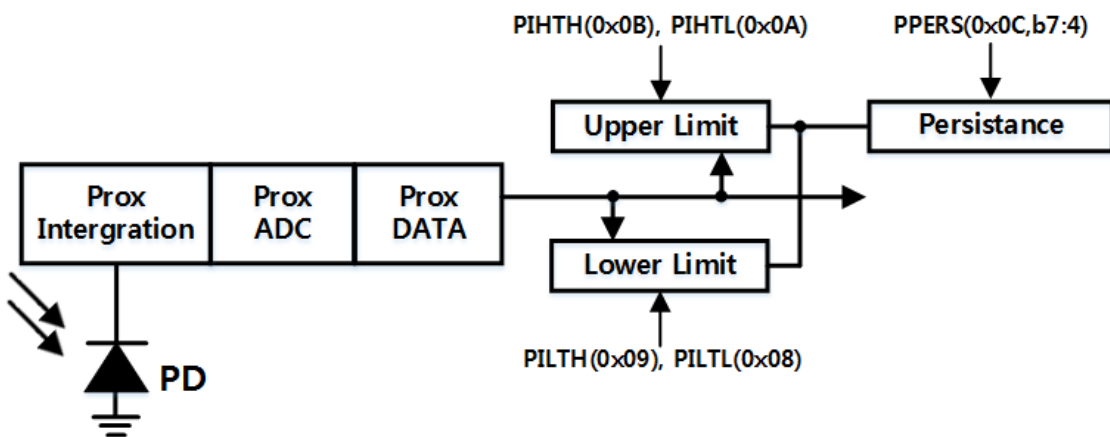 PIHTH(0x0B), PIHTL(0x0A)
PPERS(0x0C,b7:4)
Upper Limit
Persistance
Prox
Intergration
Prox
ADC
Prox
DATA
Lower Limit
PILTH(0x09), PILTL(0x08)
PD